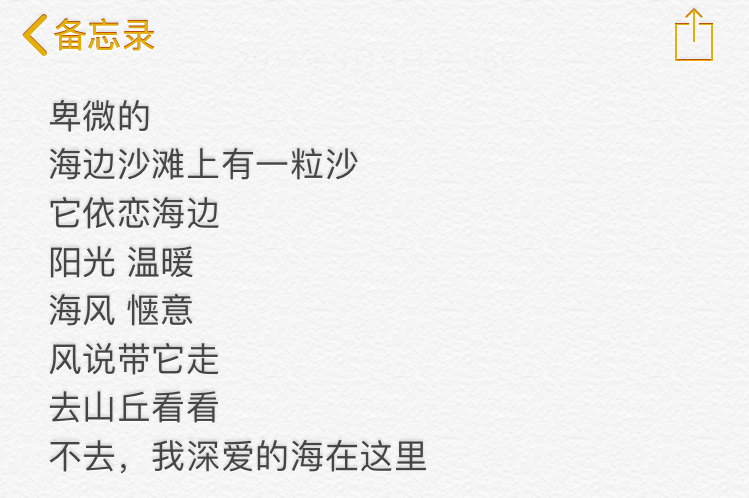 备忘录
卑微的
海边沙滩上有一粒沙
它依恋海边
阳光 温暖
海风 惬意
风说带它走
去山丘看看
不去，我深爱的海在这里